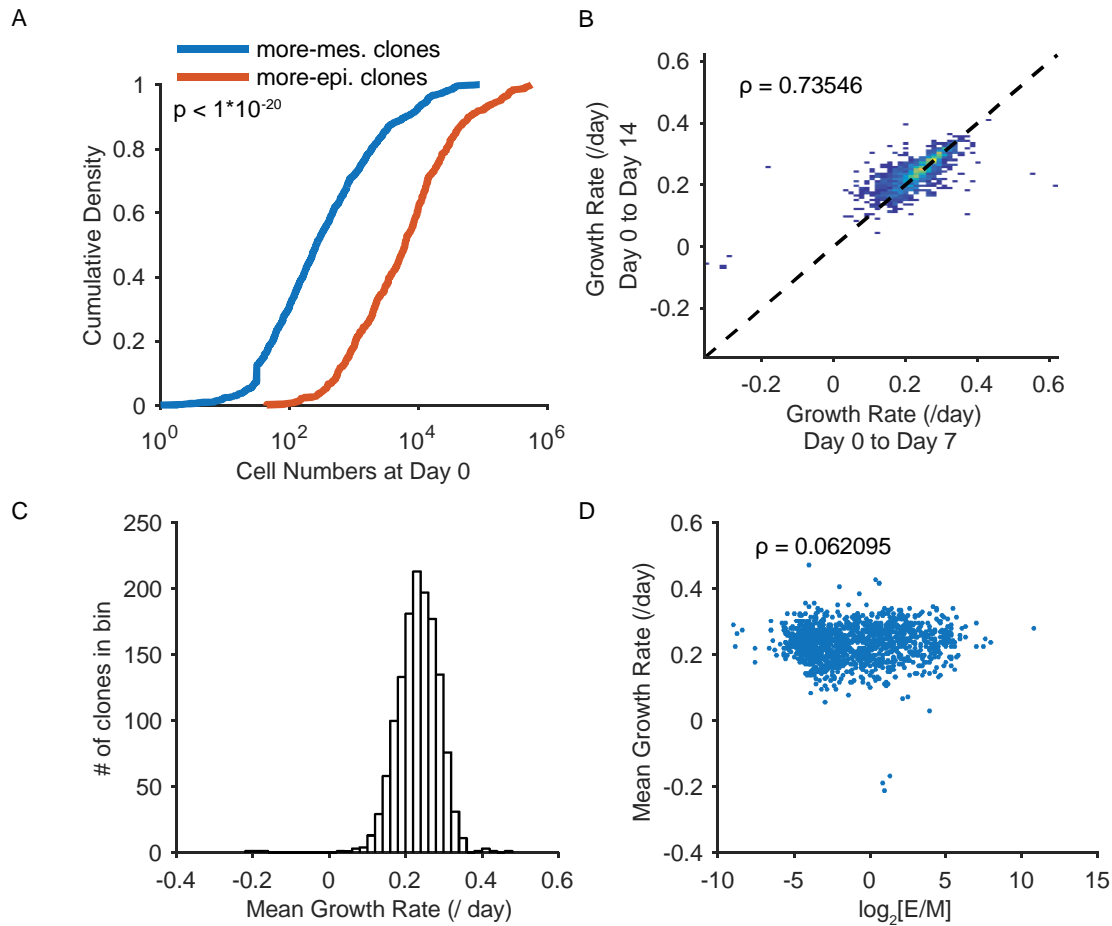 A
more-mes. clones
more-epi. clones
p < 1*10^-20
1
0.8
0.6
0.4
0.2
0
Cumulative Density
10^0
10^2
10^4
10^6
Cell Numbers at Day 0
B
ρ = 0.73546
0.6
0.4
0.2
0
-0.2
Growth Rate (/day)
Day 0 to Day 14
-0.2
0
0.2
0.4
0.6
Growth Rate (/day)
Day 0 to Day 7
C
250
200
150
100
50
0
# of clones in bin
-0.4
-0.2
0
0.2
0.4
0.6
Mean Growth Rate (/ day)
D
ρ = 0.062095
0.6
0.4
0.2
0
-0.2
-0.4
Mean Growth Rate (/day)
-10
-5
0
5
10
15
log₂[E/M]